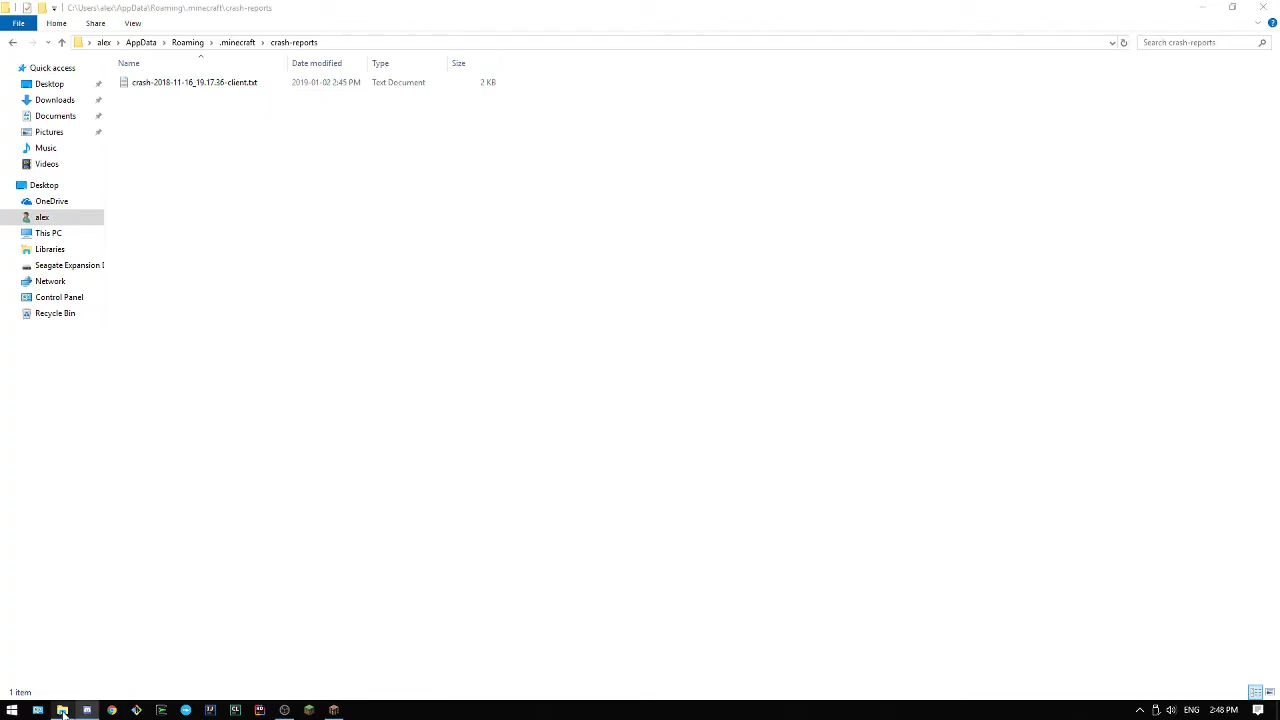 C:\Users\alex\AppData\Roaming\.minecraft\crash-reports
File Home Share View
alex AppData Roaming .minecraft crash-reports Search crash-reports
Name Date modified Type Size
crash-2018-11-16_19.17.36-client.txt 2019-01-02 2:45 PM Text Document 2 KB
Quick access
Desktop
Downloads
Documents
Pictures
Music
Videos
Desktop
OneDrive
alex
This PC
Libraries
Seagate Expansion D
Network
Control Panel
Recycle Bin
1 item
ENG 2:48 PM